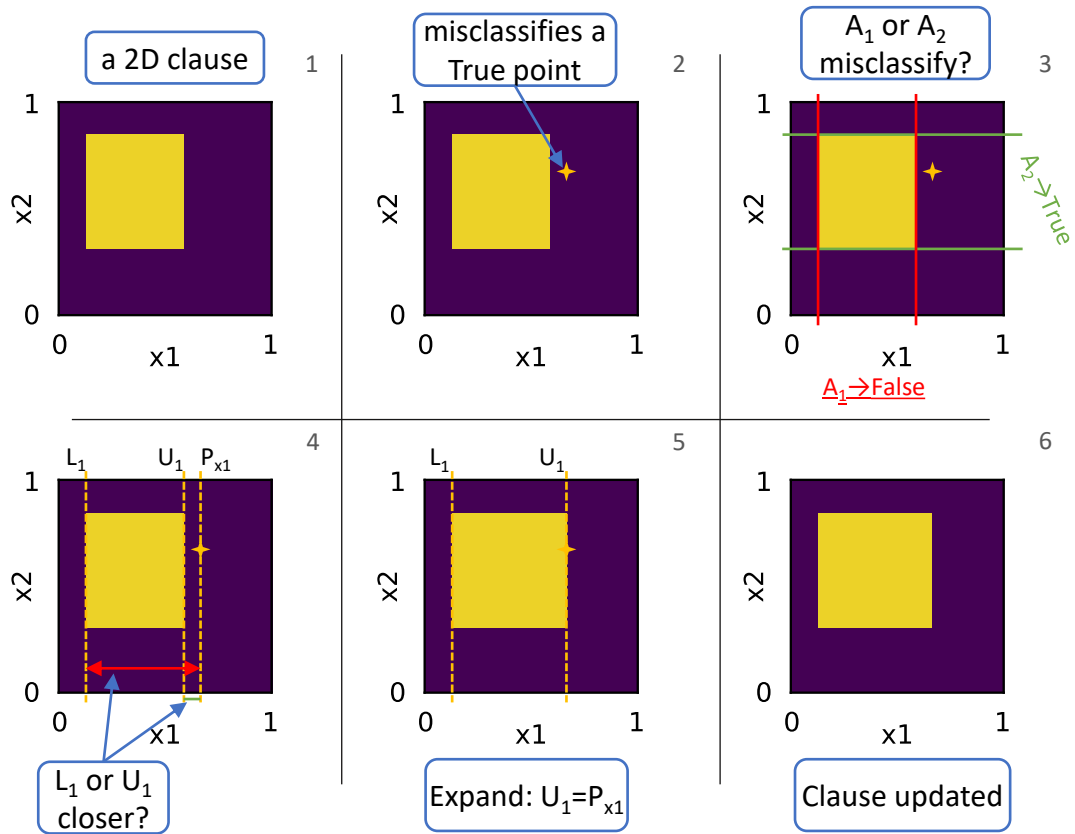 a 2D clause
1
1
x2
0
0
x1
1
misclassifies a
True point
2
1
x2
0
0
x1
1
A₁ or A₂
misclassify?
3
1
x2
0
0
x1
1
A₂→True
A₁→False
4
L₁ U₁ Pₓ₁
1
x2
0
0
x1
1
L₁ or U₁
closer?
5
L₁ U₁
1
x2
0
0
x1
1
Expand: U₁=Pₓ₁
6
1
x2
0
0
x1
1
Clause updated